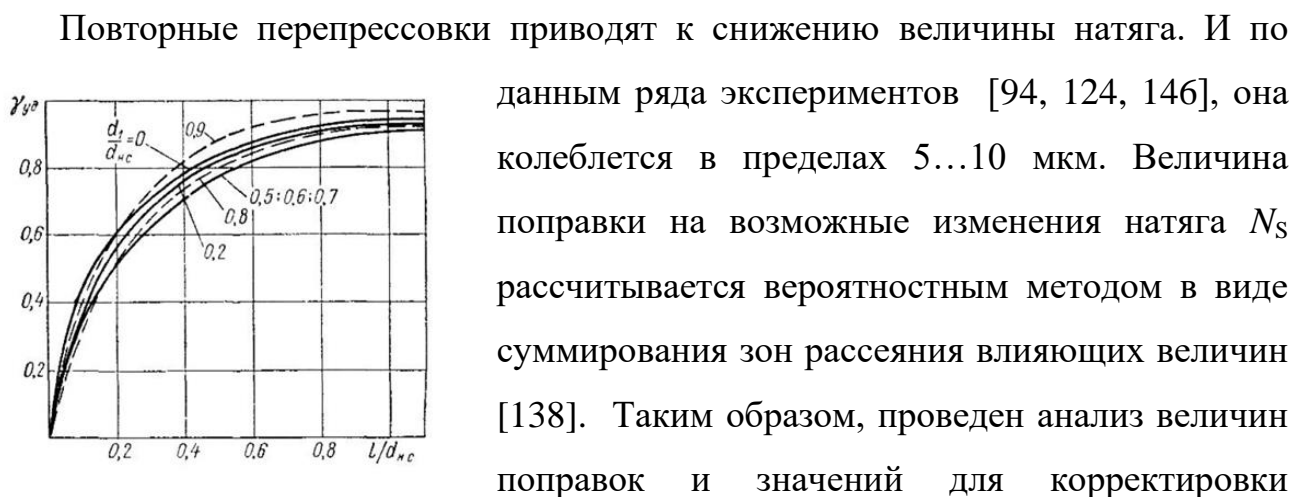 Повторные перепрессовки приводят к снижению величины натяга. И по
данным ряда экспериментов [94, 124, 146], она
колеблется в пределах 5…10 мкм. Величина
поправки на возможные изменения натяга N_S
рассчитывается вероятностным методом в виде
суммирования зон рассеяния влияющих величин
[138]. Таким образом, проведен анализ величин
поправок и значений для корректировки
γуд
0,8
0,6
0,4
0,2
d1/dнс=0
0,9
0,5÷0,6÷0,7
0,8
0,2
0,2 0,4 0,6 0,8 l/dнс